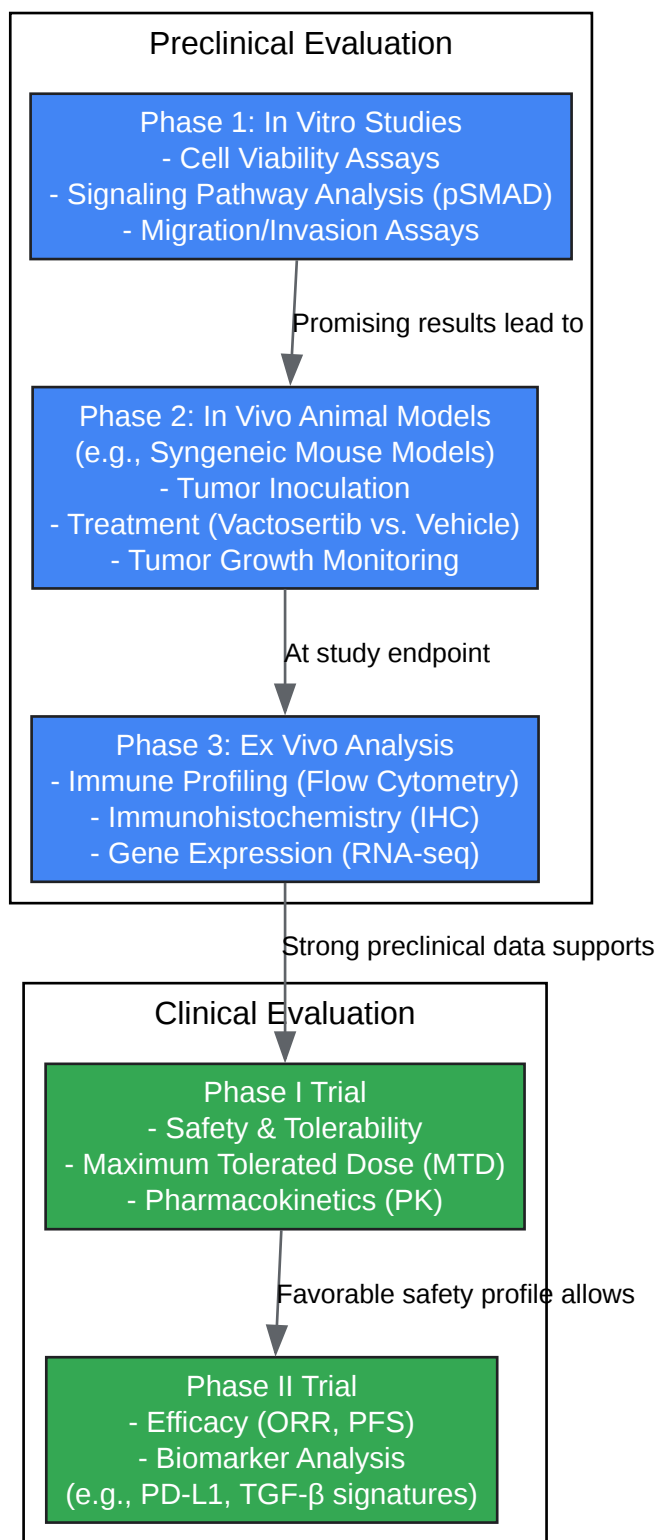 Preclinical Evaluation
Phase 1: In Vitro Studies
- Cell Viability Assays
- Signaling Pathway Analysis (pSMAD)
- Migration/Invasion Assays
Promising results lead to
Phase 2: In Vivo Animal Models
(e.g., Syngeneic Mouse Models)
- Tumor Inoculation
- Treatment (Vactosertib vs. Vehicle)
- Tumor Growth Monitoring
At study endpoint
Phase 3: Ex Vivo Analysis
- Immune Profiling (Flow Cytometry)
- Immunohistochemistry (IHC)
- Gene Expression (RNA-seq)
Strong preclinical data supports
Clinical Evaluation
Phase I Trial
- Safety & Tolerability
- Maximum Tolerated Dose (MTD)
- Pharmacokinetics (PK)
Favorable safety profile allows
Phase II Trial
- Efficacy (ORR, PFS)
- Biomarker Analysis
(e.g., PD-L1, TGF-β signatures)